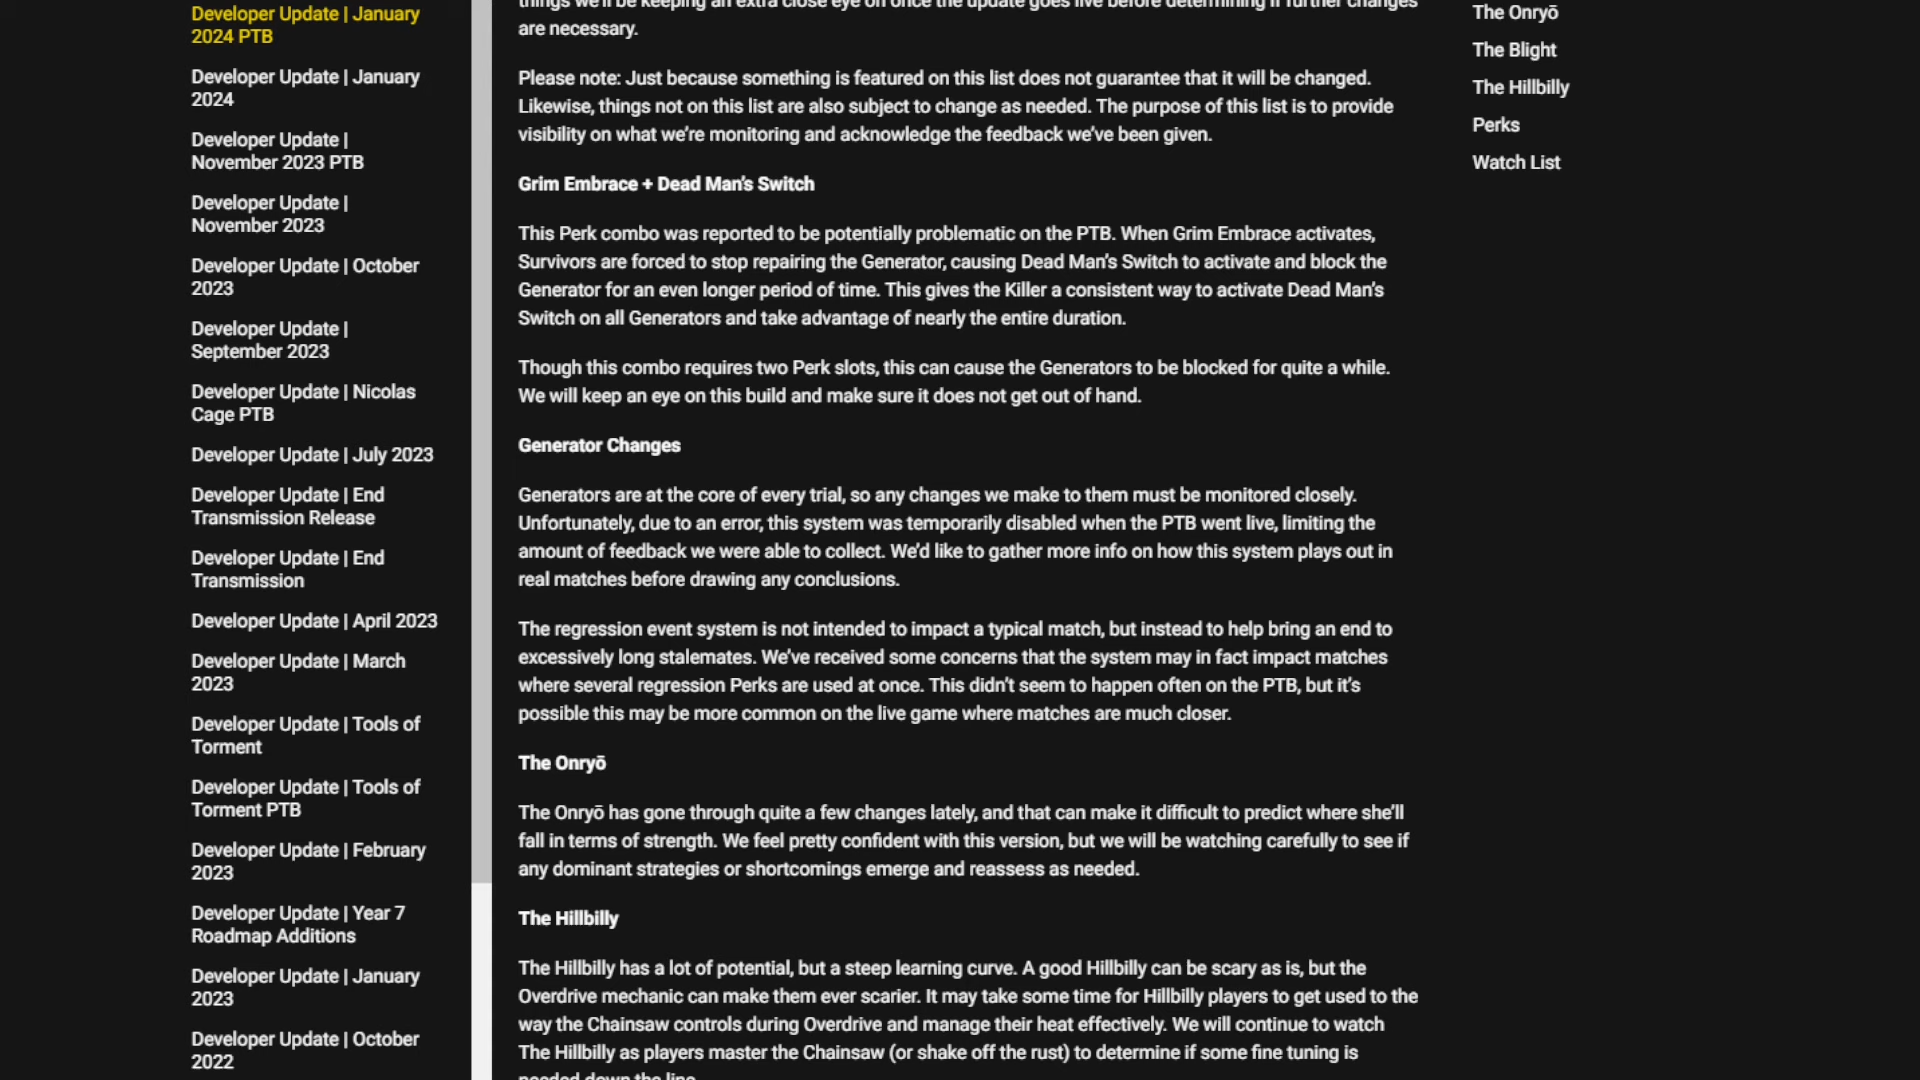 Developer Update | January
2024 PTB
Developer Update | January
2024
Developer Update |
November 2023 PTB
Developer Update |
November 2023
Developer Update | October
2023
Developer Update |
September 2023
Developer Update | Nicolas
Cage PTB
Developer Update | July 2023
Developer Update | End
Transmission Release
Developer Update | End
Transmission
Developer Update | April 2023
Developer Update | March
2023
Developer Update | Tools of
Torment
Developer Update | Tools of
Torment PTB
Developer Update | February
2023
Developer Update | Year 7
Roadmap Additions
Developer Update | January
2023
Developer Update | October
2022
things we'll be keeping an extra close eye on once the update goes live before determining if further changes
are necessary.
Please note: Just because something is featured on this list does not guarantee that it will be changed.
Likewise, things not on this list are also subject to change as needed. The purpose of this list is to provide
visibility on what we're monitoring and acknowledge the feedback we've been given.
Grim Embrace + Dead Man's Switch
This Perk combo was reported to be potentially problematic on the PTB. When Grim Embrace activates,
Survivors are forced to stop repairing the Generator, causing Dead Man's Switch to activate and block the
Generator for an even longer period of time. This gives the Killer a consistent way to activate Dead Man's
Switch on all Generators and take advantage of nearly the entire duration.
Though this combo requires two Perk slots, this can cause the Generators to be blocked for quite a while.
We will keep an eye on this build and make sure it does not get out of hand.
Generator Changes
Generators are at the core of every trial, so any changes we make to them must be monitored closely.
Unfortunately, due to an error, this system was temporarily disabled when the PTB went live, limiting the
amount of feedback we were able to collect. We'd like to gather more info on how this system plays out in
real matches before drawing any conclusions.
The regression event system is not intended to impact a typical match, but instead to help bring an end to
excessively long stalemates. We've received some concerns that the system may in fact impact matches
where several regression Perks are used at once. This didn't seem to happen often on the PTB, but it's
possible this may be more common on the live game where matches are much closer.
The Onryō
The Onryō has gone through quite a few changes lately, and that can make it difficult to predict where she'll
fall in terms of strength. We feel pretty confident with this version, but we will be watching carefully to see if
any dominant strategies or shortcomings emerge and reassess as needed.
The Hillbilly
The Hillbilly has a lot of potential, but a steep learning curve. A good Hillbilly can be scary as is, but the
Overdrive mechanic can make them ever scarier. It may take some time for Hillbilly players to get used to the
way the Chainsaw controls during Overdrive and manage their heat effectively. We will continue to watch
The Hillbilly as players master the Chainsaw (or shake off the rust) to determine if some fine tuning is
needed down the line.
The Onryō
The Blight
The Hillbilly
Perks
Watch List